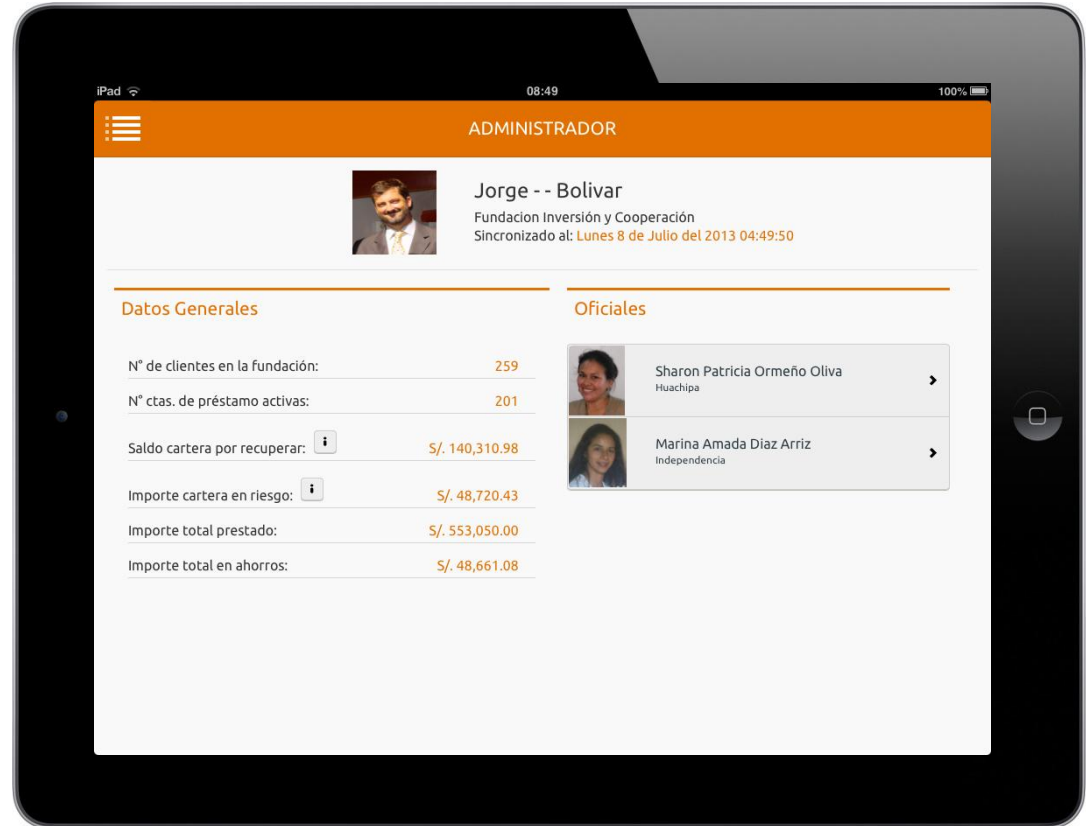 iPad 08:49 100%
ADMINISTRADOR
Jorge - - Bolivar
Fundacion Inversión y Cooperación
Sincronizado al: Lunes 8 de Julio del 2013 04:49:50
Datos Generales
N° de clientes en la fundación: 259
N° ctas. de préstamo activas: 201
Saldo cartera por recuperar: i S/. 140,310.98
Importe cartera en riesgo: i S/. 48,720.43
Importe total prestado: S/. 553,050.00
Importe total en ahorros: S/. 48,661.08
Oficiales
Sharon Patricia Ormeño Oliva
Huachipa
Marina Amada Diaz Arriz
Independencia